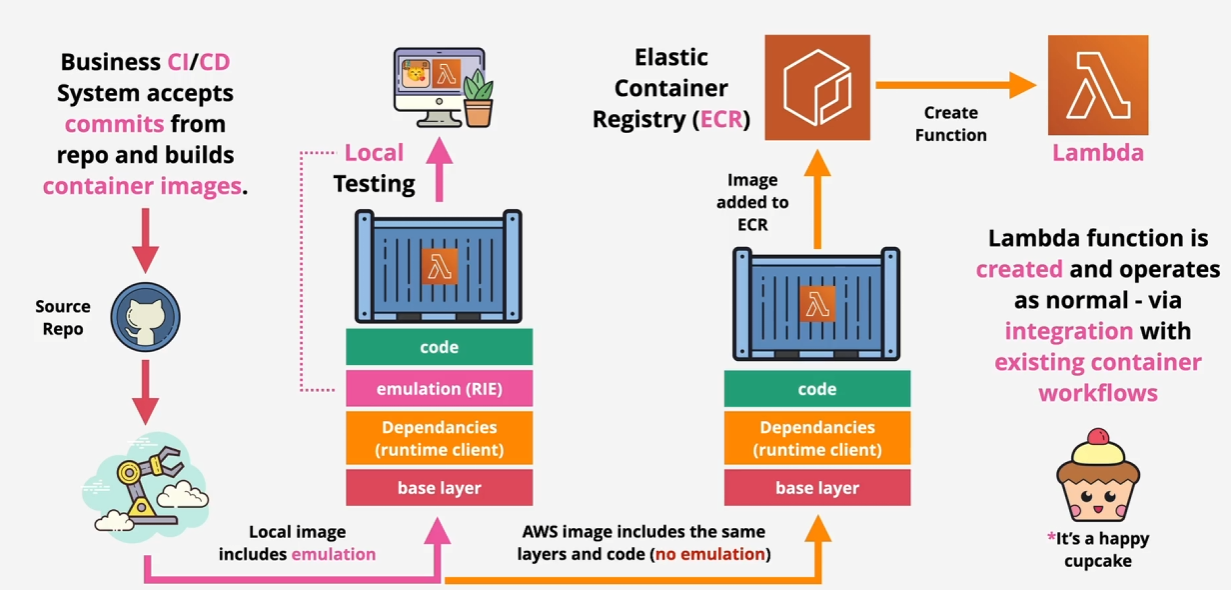 Business CI/CD
System accepts
commits from
repo and builds
container images.
Source
Repo
Local
Testing
code
emulation (RIE)
Dependancies
(runtime client)
base layer
Local image
includes emulation
AWS image includes the same
layers and code (no emulation)
Elastic
Container
Registry (ECR)
Image
added to
ECR
code
Dependancies
(runtime client)
base layer
Create
Function
Lambda
Lambda function is
created and operates
as normal - via
integration with
existing container
workflows
*It's a happy
cupcake